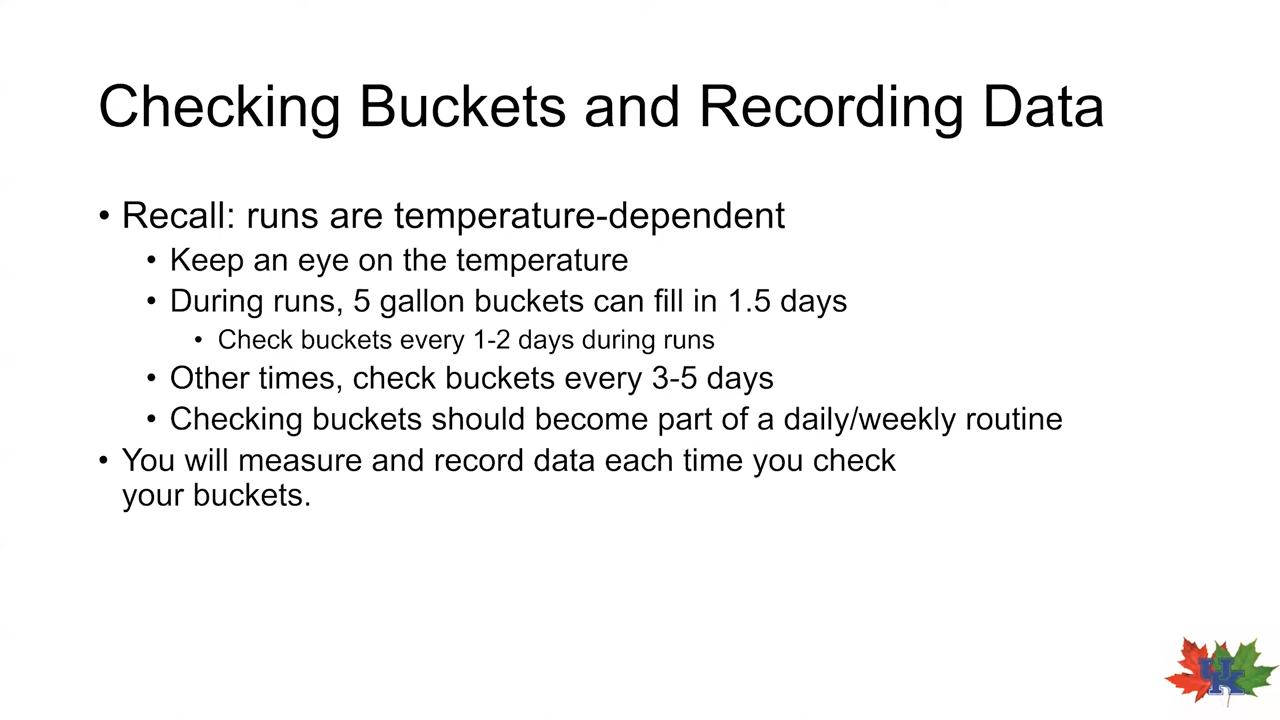 Checking Buckets and Recording Data
• Recall: runs are temperature-dependent
• Keep an eye on the temperature
• During runs, 5 gallon buckets can fill in 1.5 days
• Check buckets every 1-2 days during runs
• Other times, check buckets every 3-5 days
• Checking buckets should become part of a daily/weekly routine
• You will measure and record data each time you check
your buckets.
UK